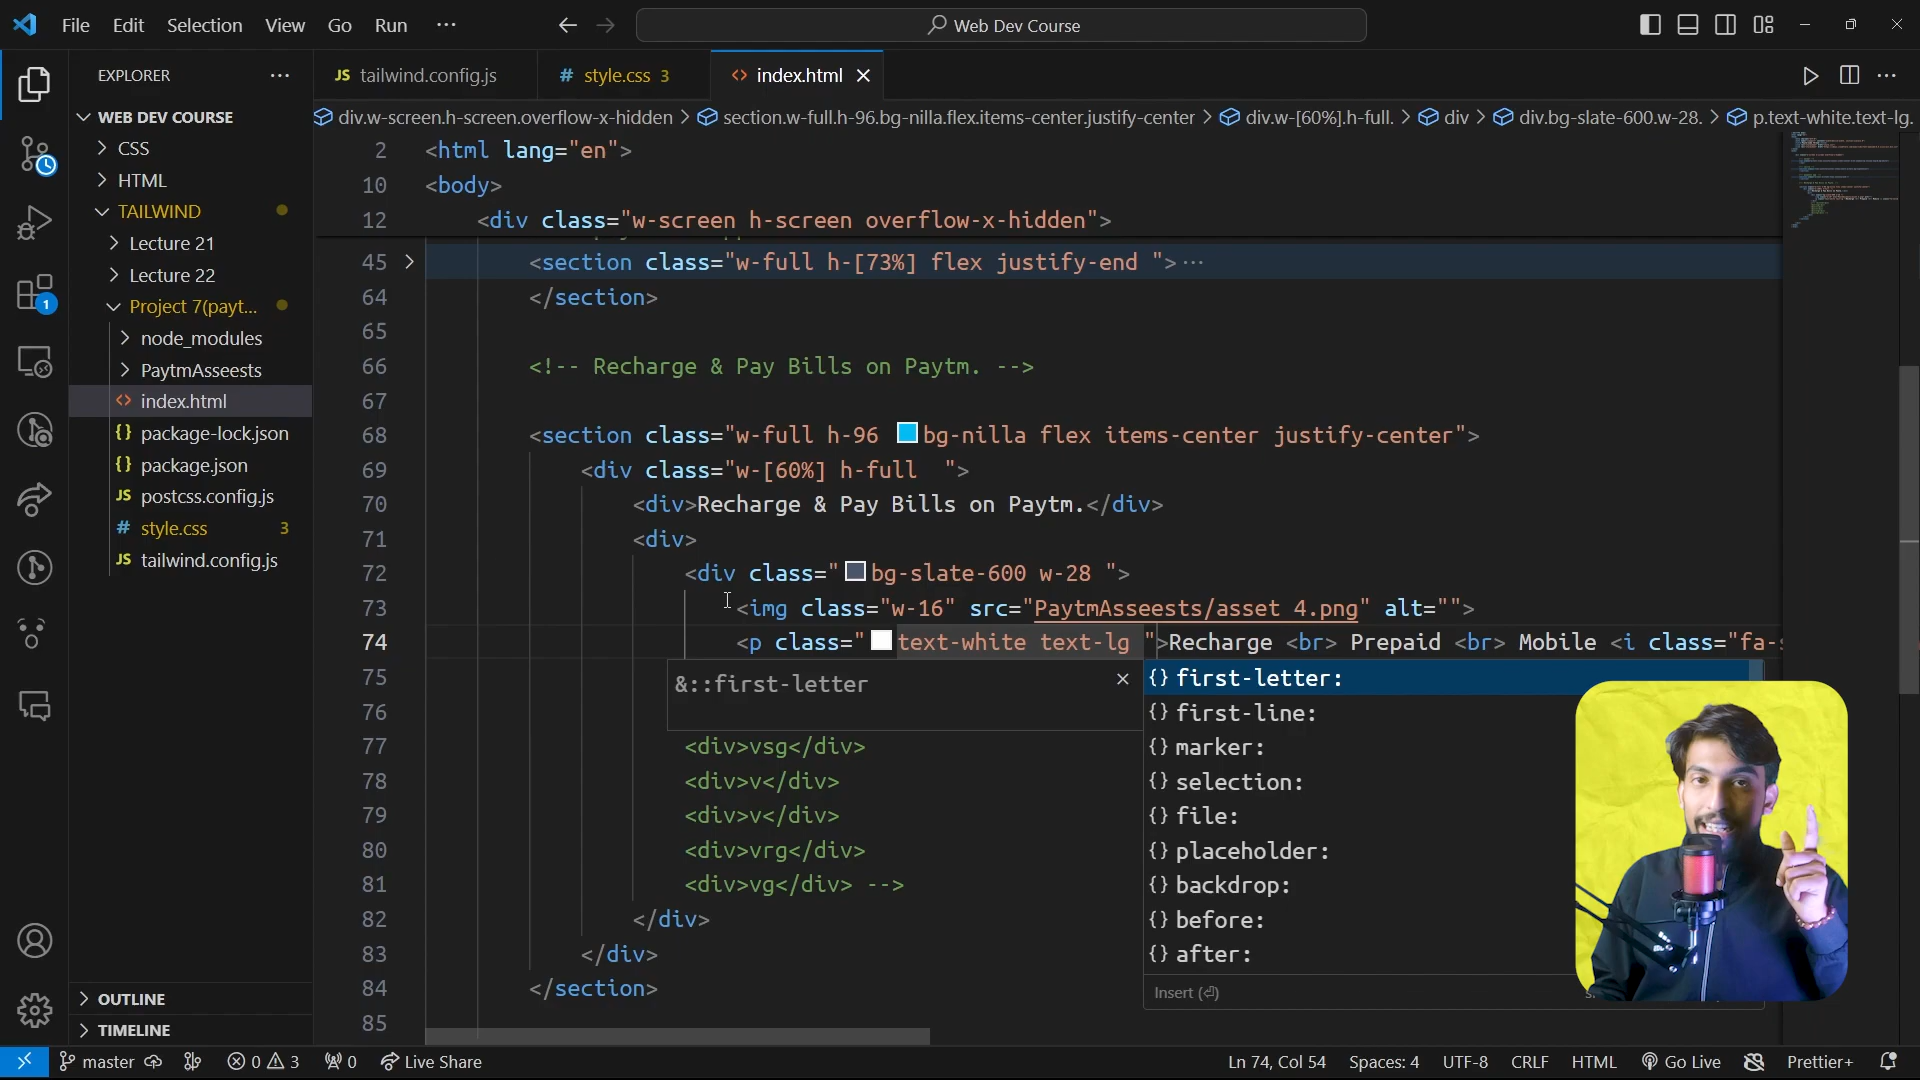 File Edit Selection View Go Run ···
Web Dev Course
EXPLORER ···
WEB DEV COURSE
CSS
HTML
TAILWIND
Lecture 21
Lecture 22
Project 7(payt...
node_modules
PaytmAsseests
<> index.html
{} package-lock.json
{} package.json
JS postcss.config.js
# style.css 3
JS tailwind.config.js
OUTLINE
TIMELINE
1
JS tailwind.config.js
# style.css 3
<> index.html
div.w-screen.h-screen.overflow-x-hidden > section.w-full.h-96.bg-nilla.flex.items-center.justify-center > div.w-[60%].h-full. > div > div.bg-slate-600.w-28. > p.text-white.text-lg.
2 <html lang="en">
10 <body>
12 <div class="w-screen h-screen overflow-x-hidden">
45 <section class="w-full h-[73%] flex justify-end ">···
64 </section>
65
66 <!-- Recharge & Pay Bills on Paytm. -->
67
68 <section class="w-full h-96 bg-nilla flex items-center justify-center">
69 <div class="w-[60%] h-full  ">
70 <div>Recharge & Pay Bills on Paytm.</div>
71 <div>
72 <div class="bg-slate-600 w-28 ">
73 <img class="w-16" src="PaytmAsseests/asset 4.png" alt="">
74 <p class="text-white text-lg ">Recharge <br> Prepaid <br> Mobile <i class="fa-s
75
76
77 <div>vsg</div>
78 <div>v</div>
79 <div>v</div>
80 <div>vrg</div>
81 <div>vg</div> -->
82 </div>
83 </div>
84 </section>
85
&::first-letter
{} first-letter:
{} first-line:
{} marker:
{} selection:
{} file:
{} placeholder:
{} backdrop:
{} before:
{} after:
Insert (⏎)
master 0 3 0 Live Share
Ln 74, Col 54 Spaces: 4 UTF-8 CRLF HTML Go Live Prettier+